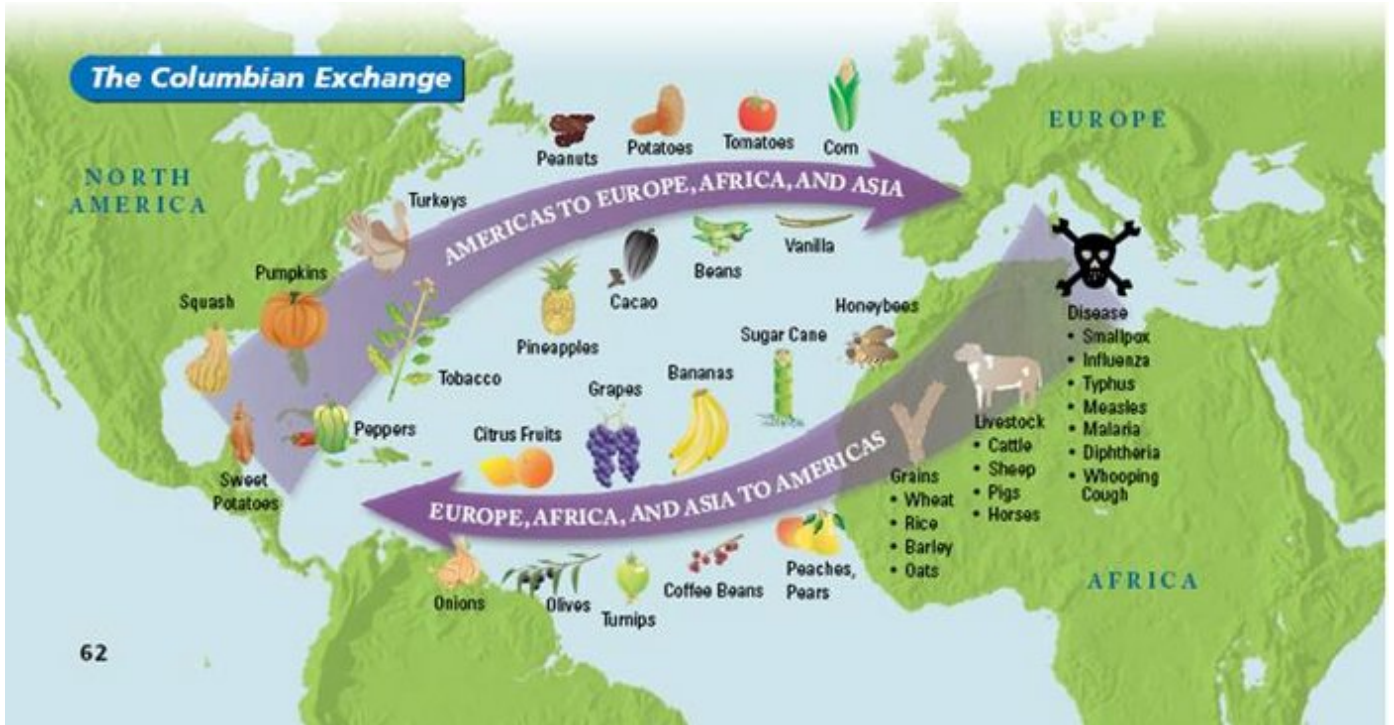 The Columbian Exchange
NORTH
AMERICA
EUROPE
AFRICA
Peanuts
Potatoes
Tomatoes
Corn
AMERICAS TO EUROPE, AFRICA, AND ASIA
Turkeys
Pumpkins
Squash
Tobacco
Peppers
Sweet
Potatoes
Pineapples
Cacao
Beans
Vanilla
Honeybees
Sugar Cane
Bananas
Grapes
Citrus Fruits
EUROPE, AFRICA, AND ASIA TO AMERICAS
Onions
Olives
Turnips
Coffee Beans
Peaches,
Pears
Grains
• Wheat
• Rice
• Barley
• Oats
Livestock
• Cattle
• Sheep
• Pigs
• Horses
Disease
• Smallpox
• Influenza
• Typhus
• Measles
• Malaria
• Diphtheria
• Whooping
Cough
62